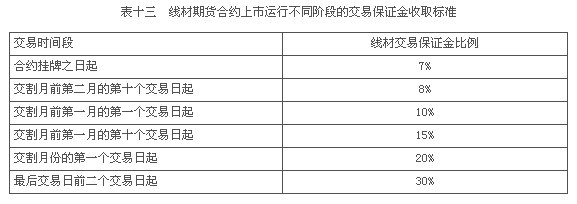 表十三 线材期货合约上市运行不同阶段的交易保证金收取标准
交易时间段 线材交易保证金比例
合约挂牌之日起 7%
交割月前第二月的第十个交易日起 8%
交割月前第一月的第一个交易日起 10%
交割月前第一月的第十个交易日起 15%
交割月份的第一个交易日起 20%
最后交易日前二个交易日起 30%